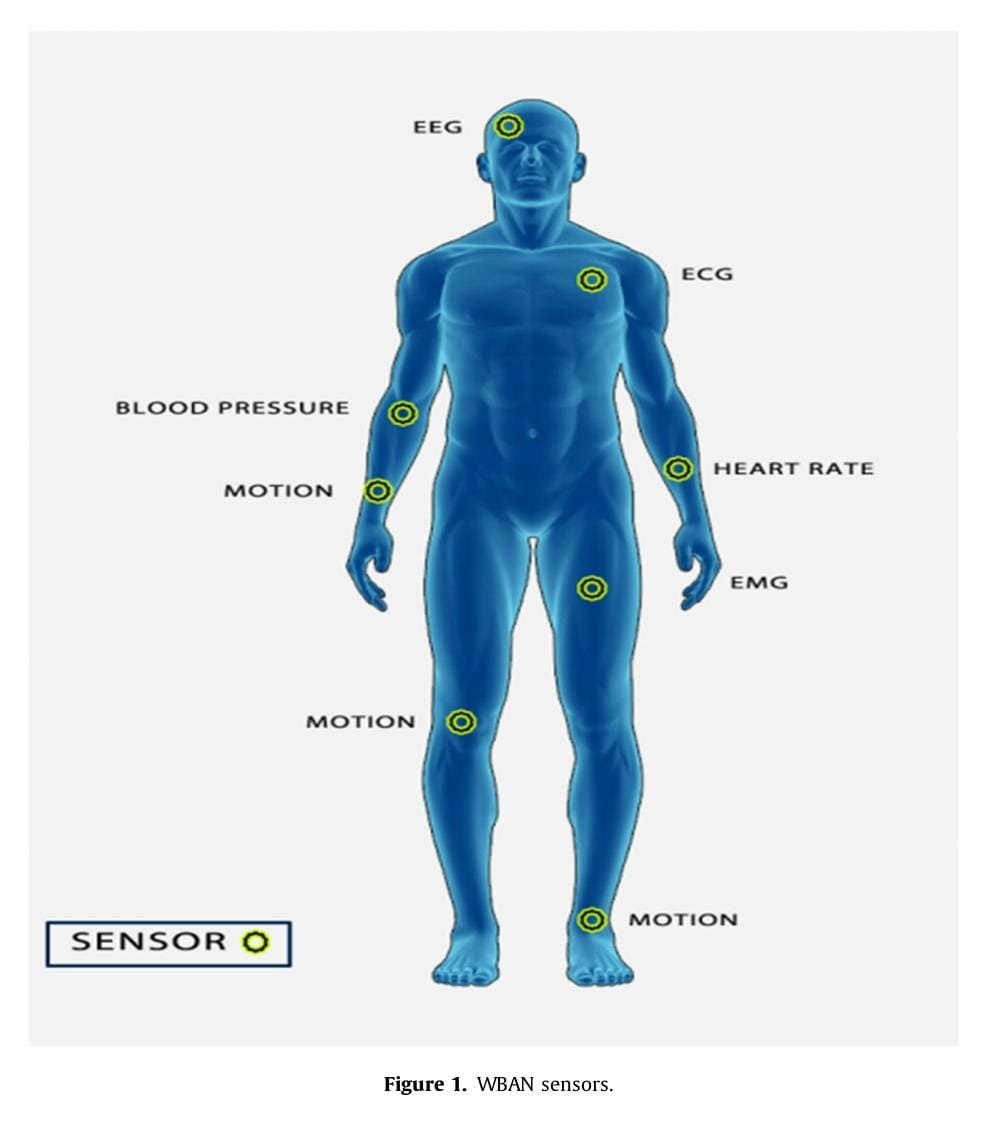 EEG
ECG
BLOOD PRESSURE
HEART RATE
MOTION
EMG
MOTION
MOTION
SENSOR
Figure 1. WBAN sensors.